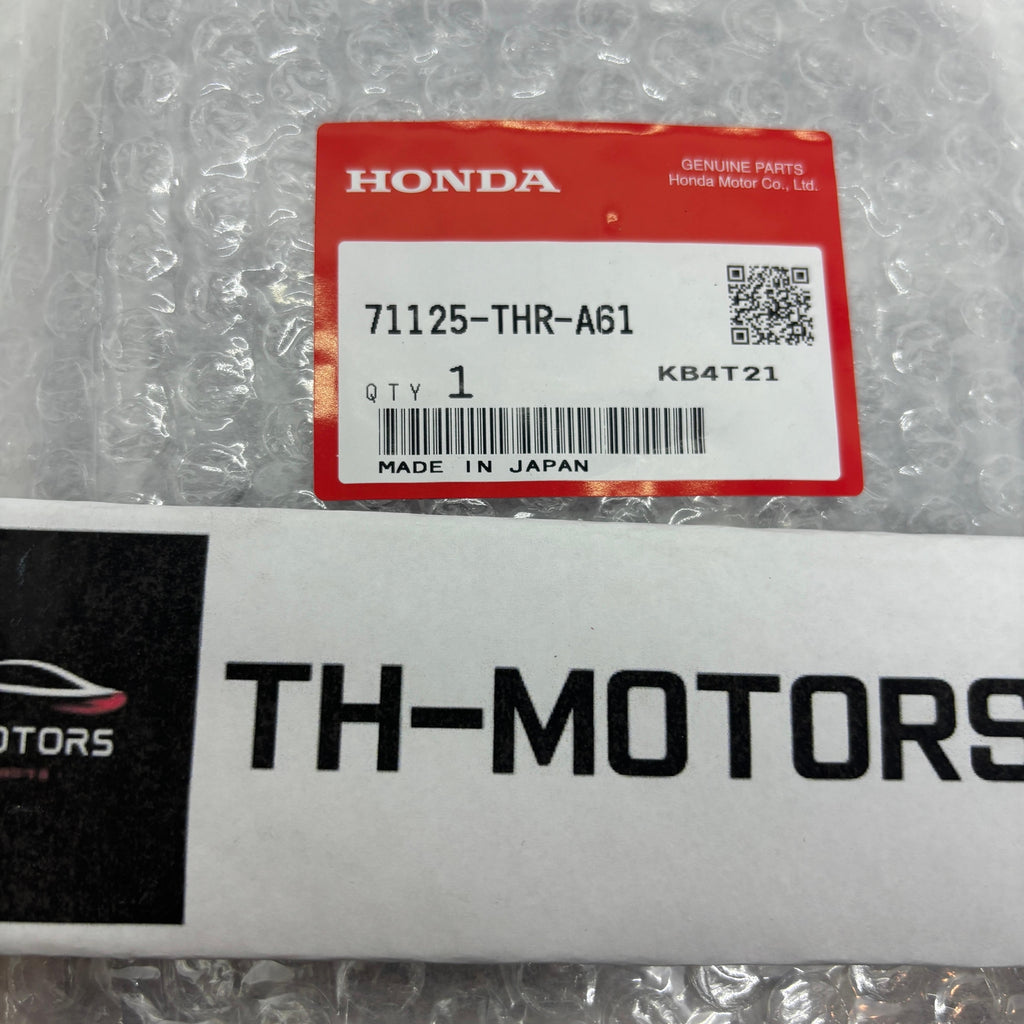 HONDA
GENUINE PARTS
Honda Motor Co., Ltd.
71125-THR-A61
QTY 1
KB4T21
MADE IN JAPAN
TH-MOTORS
OTORS